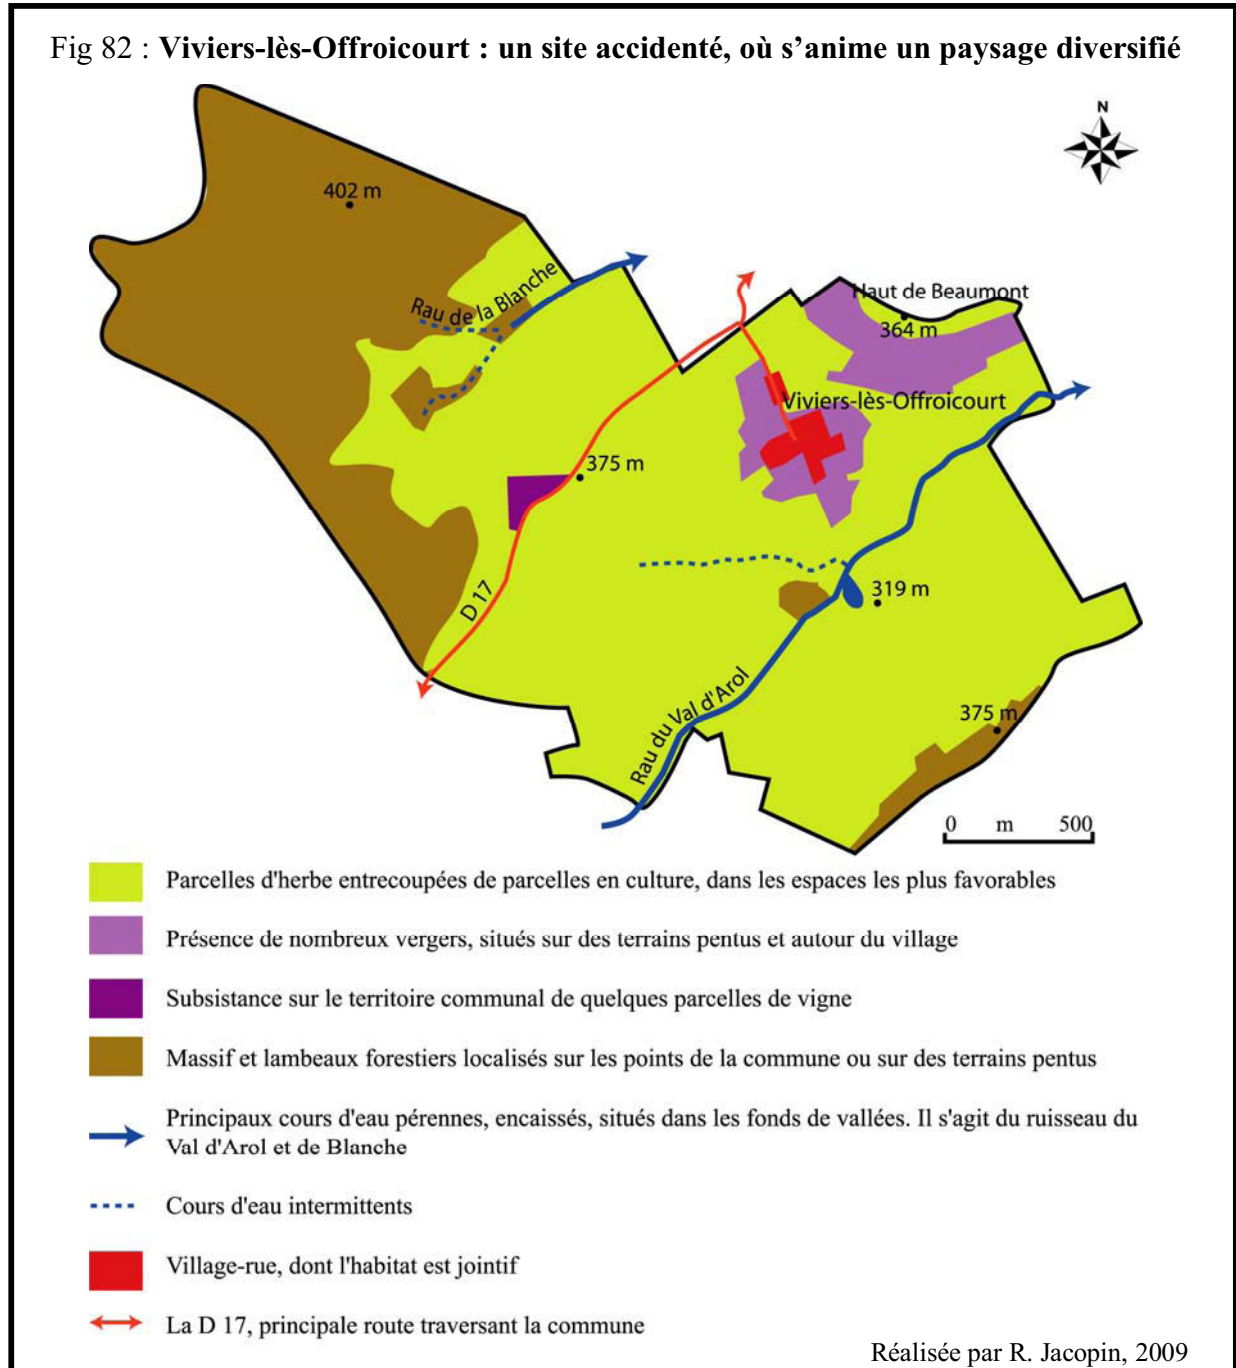 Fig 82 : Viviers-lès-Offroicourt : un site accidenté, où s'anime un paysage diversifié
N
402 m
Rau de la Blanche
Haut de Beaumont
364 m
Viviers-lès-Offroicourt
375 m
D 17
319 m
Rau du Val d'Arol
375 m
0 m 500
Parcelles d'herbe entrecoupées de parcelles en culture, dans les espaces les plus favorables
Présence de nombreux vergers, situés sur des terrains pentus et autour du village
Subsistance sur le territoire communal de quelques parcelles de vigne
Massif et lambeaux forestiers localisés sur les points de la commune ou sur des terrains pentus
Principaux cours d'eau pérennes, encaissés, situés dans les fonds de vallées. Il s'agit du ruisseau du
Val d'Arol et de Blanche
Cours d'eau intermittents
Village-rue, dont l'habitat est jointif
La D 17, principale route traversant la commune
Réalisée par R. Jacopin, 2009